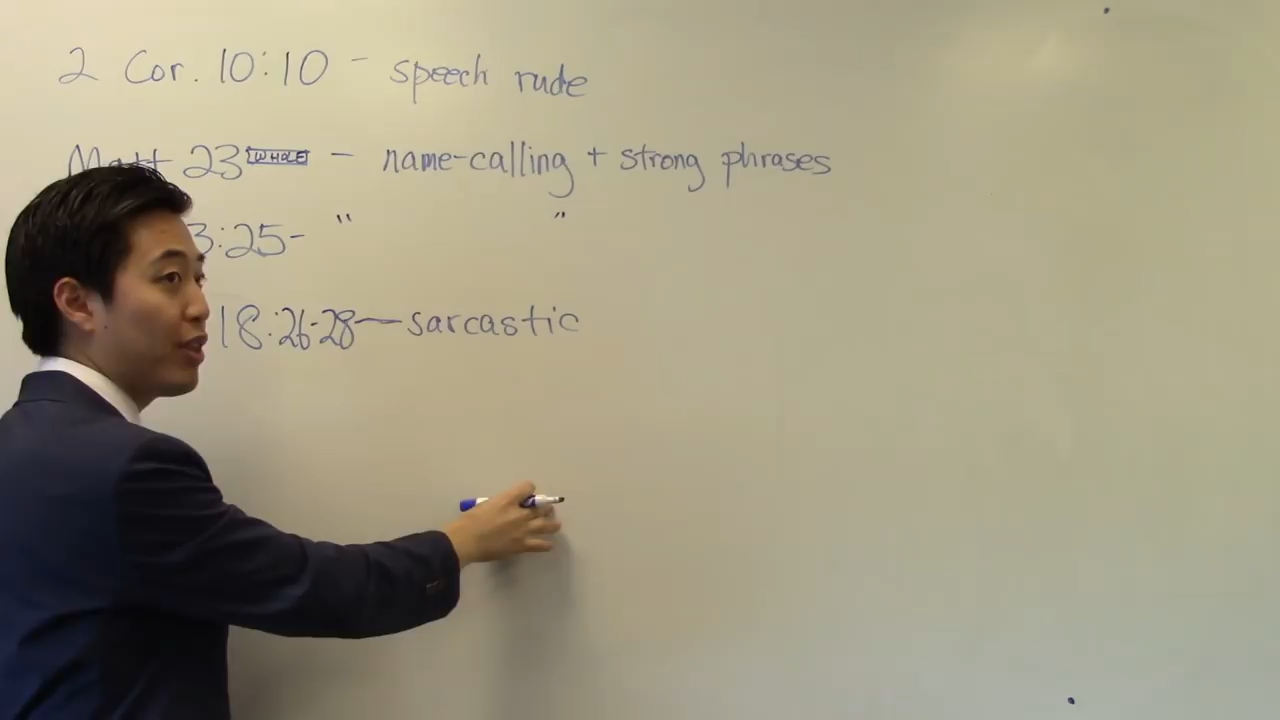 2 Cor. 10:10 - speech rude
Matt 23 WHOLE - name-calling + strong phrases
3:25- " "
18:26-28 — sarcastic